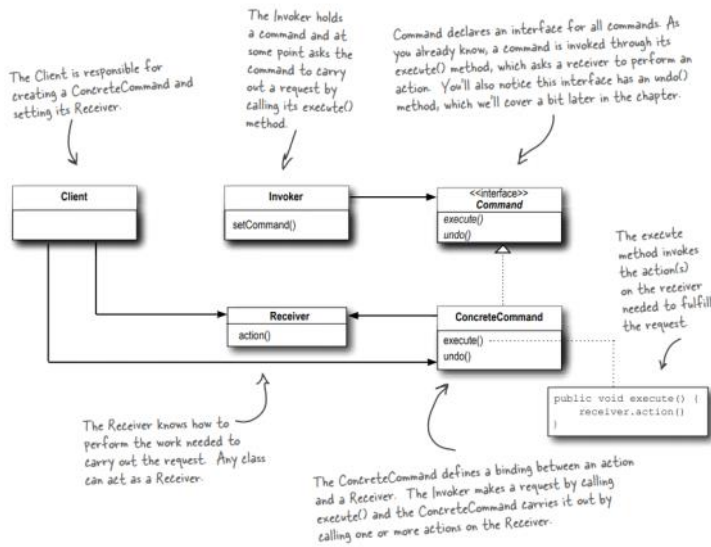 The Client is responsible for
creating a ConcreteCommand and
setting its Receiver.
The Invoker holds
a command and at
some point asks the
command to carry
out a request by
calling its execute()
method.
Command declares an interface for all commands. As
you already know, a command is invoked through its
execute() method, which asks a receiver to perform an
action. You'll also notice this interface has an undo()
method, which we'll cover a bit later in the chapter.
Client
Invoker
setCommand()
<<interface>>
Command
execute()
undo()
The execute
method invokes
the action(s)
on the receiver
needed to fulfill
the request
Receiver
action()
ConcreteCommand
execute()
undo()
public void execute() {
receiver.action()
}
The Receiver knows how to
perform the work needed to
carry out the request. Any class
can act as a Receiver.
The ConcreteCommand defines a binding between an action
and a Receiver. The Invoker makes a request by calling
execute() and the ConcreteCommand carries it out by
calling one or more actions on the Receiver.